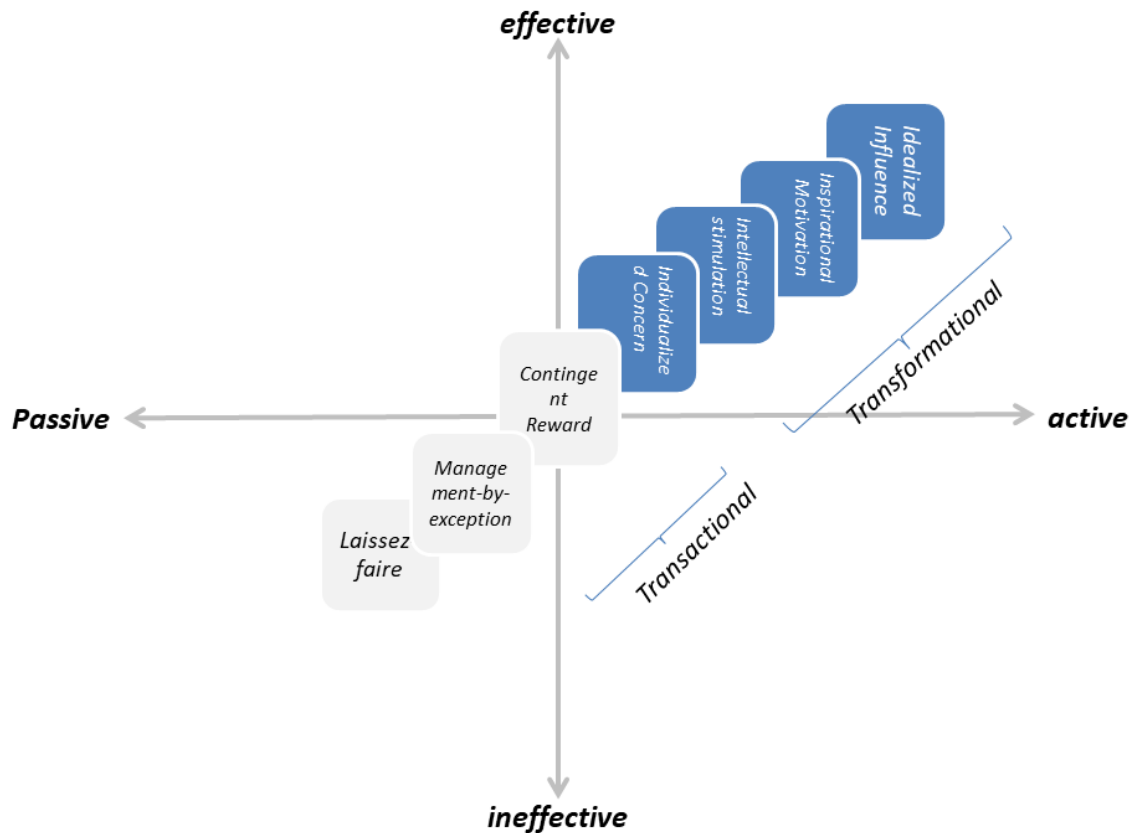 effective
Idealized
Influence
Inspirational
Motivation
Intellectual
stimulation
Individualize
d Concern
Continge
nt
Reward
Passive
active
Manage
ment-by-
exception
Laissez
faire
Transformational
Transactional
ineffective